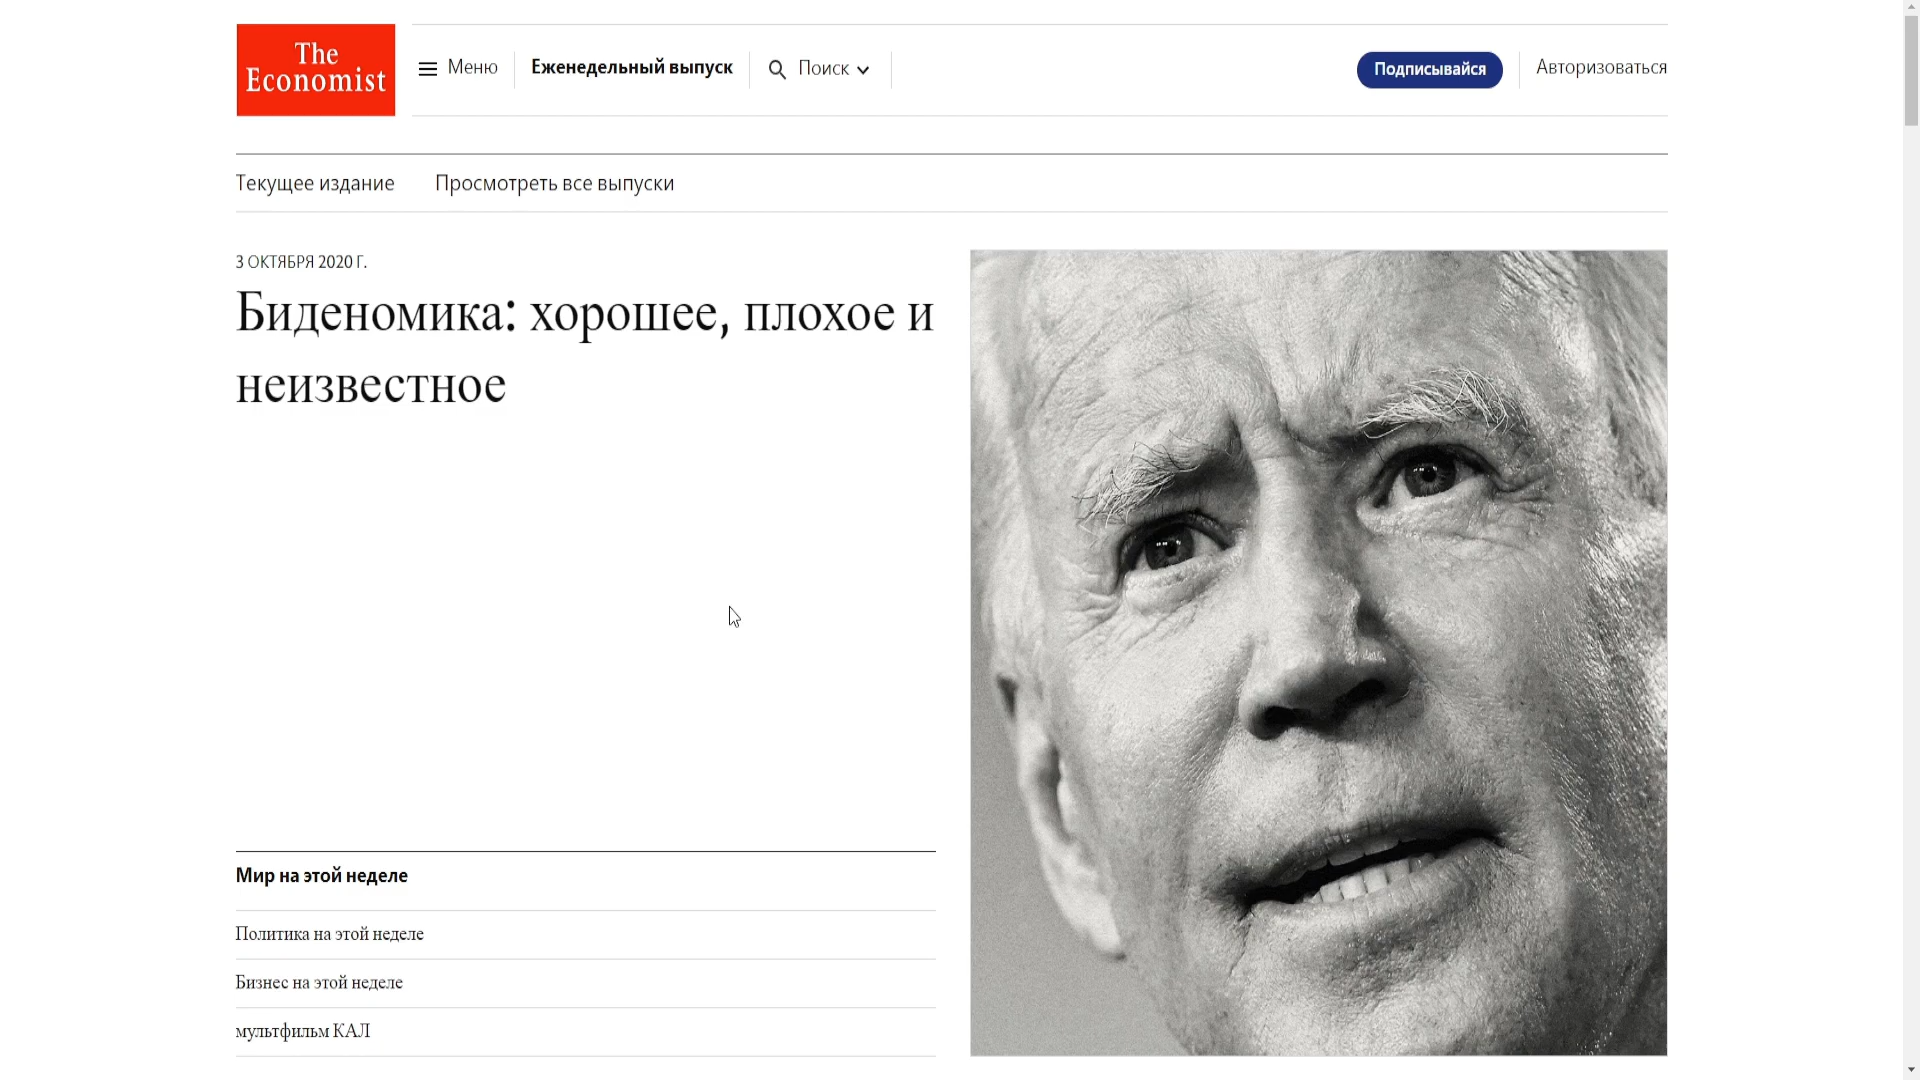 The
Economist
Меню
Еженедельный выпуск
Поиск
Подписывайся
Авторизоваться
Текущее издание
Просмотреть все выпуски
3 ОКТЯБРЯ 2020 Г.
Биденомика: хорошее, плохое и
неизвестное
Мир на этой неделе
Политика на этой неделе
Бизнес на этой неделе
мультфильм КАЛ